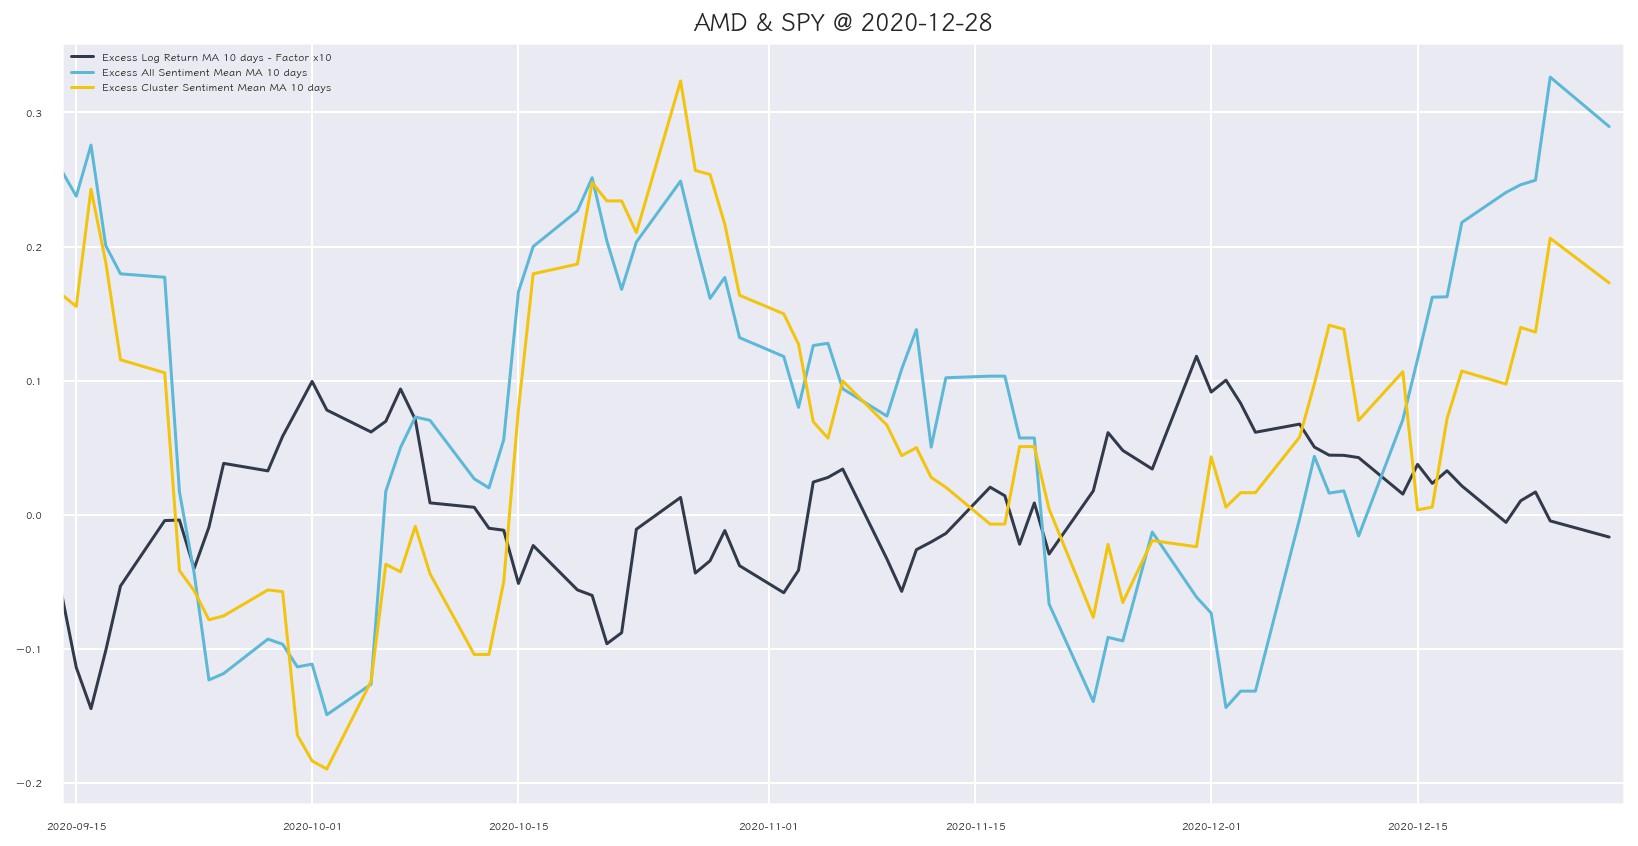 AMD & SPY @ 2020-12-28
Excess Log Return MA 10 days - Factor x10
Excess All Sentiment Mean MA 10 days
Excess Cluster Sentiment Mean MA 10 days
0.3
0.2
0.1
0.0
−0.1
−0.2
2020-09-15 2020-10-01 2020-10-15 2020-11-01 2020-11-15 2020-12-01 2020-12-15